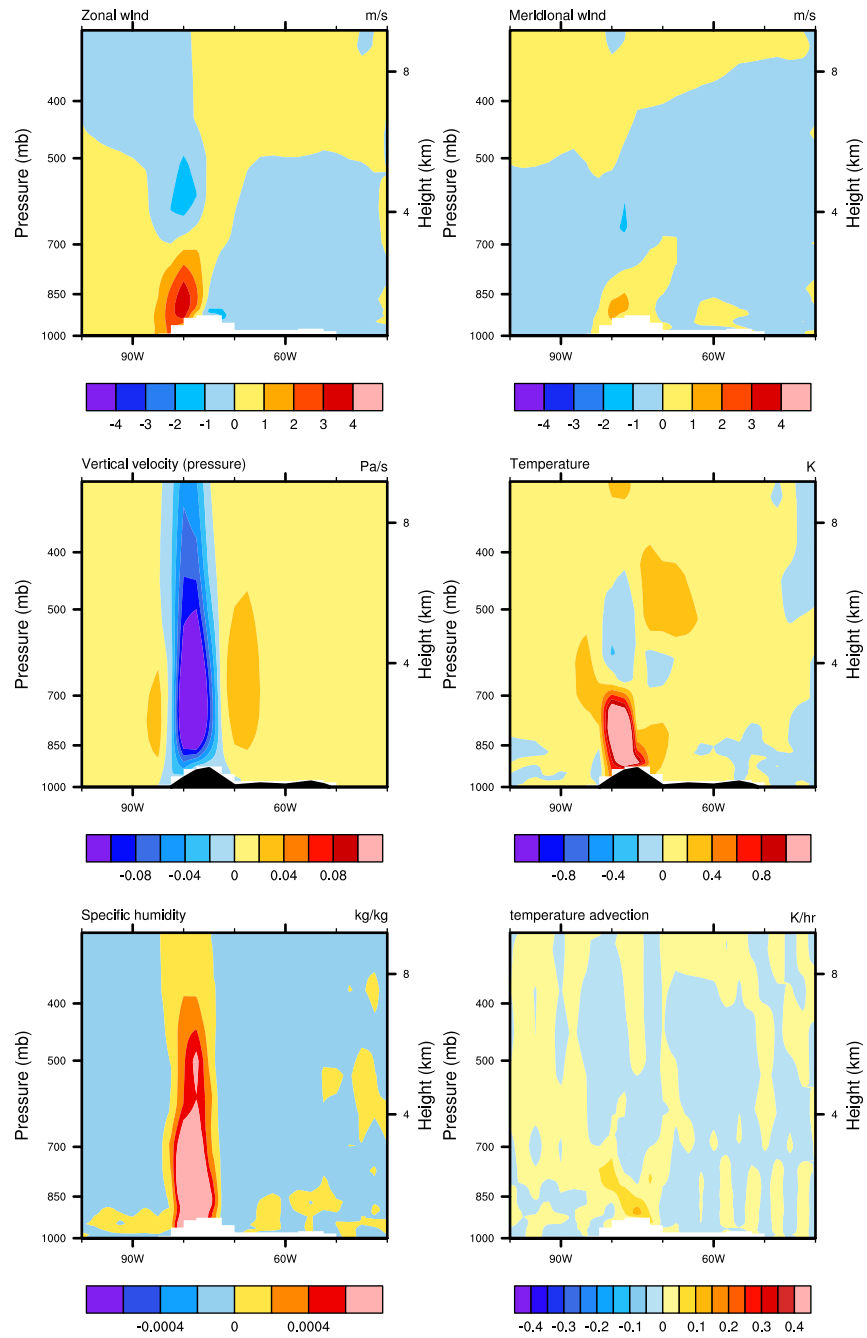 Zonal wind m/s
Pressure (mb)
400
500
700
850
1000
8
4
Height (km)
90W 60W
-4 -3 -2 -1 0 1 2 3 4
Meridional wind m/s
Pressure (mb)
400
500
700
850
1000
8
4
Height (km)
90W 60W
-4 -3 -2 -1 0 1 2 3 4
Vertical velocity (pressure) Pa/s
Pressure (mb)
400
500
700
850
1000
8
4
Height (km)
90W 60W
-0.08 -0.04 0 0.04 0.08
Temperature K
Pressure (mb)
400
500
700
850
1000
8
4
Height (km)
90W 60W
-0.8 -0.4 0 0.4 0.8
Specific humidity kg/kg
Pressure (mb)
400
500
700
850
1000
8
4
Height (km)
90W 60W
-0.0004 0 0.0004
temperature advection K/hr
Pressure (mb)
400
500
700
850
1000
8
4
Height (km)
90W 60W
-0.4 -0.3 -0.2 -0.1 0 0.1 0.2 0.3 0.4